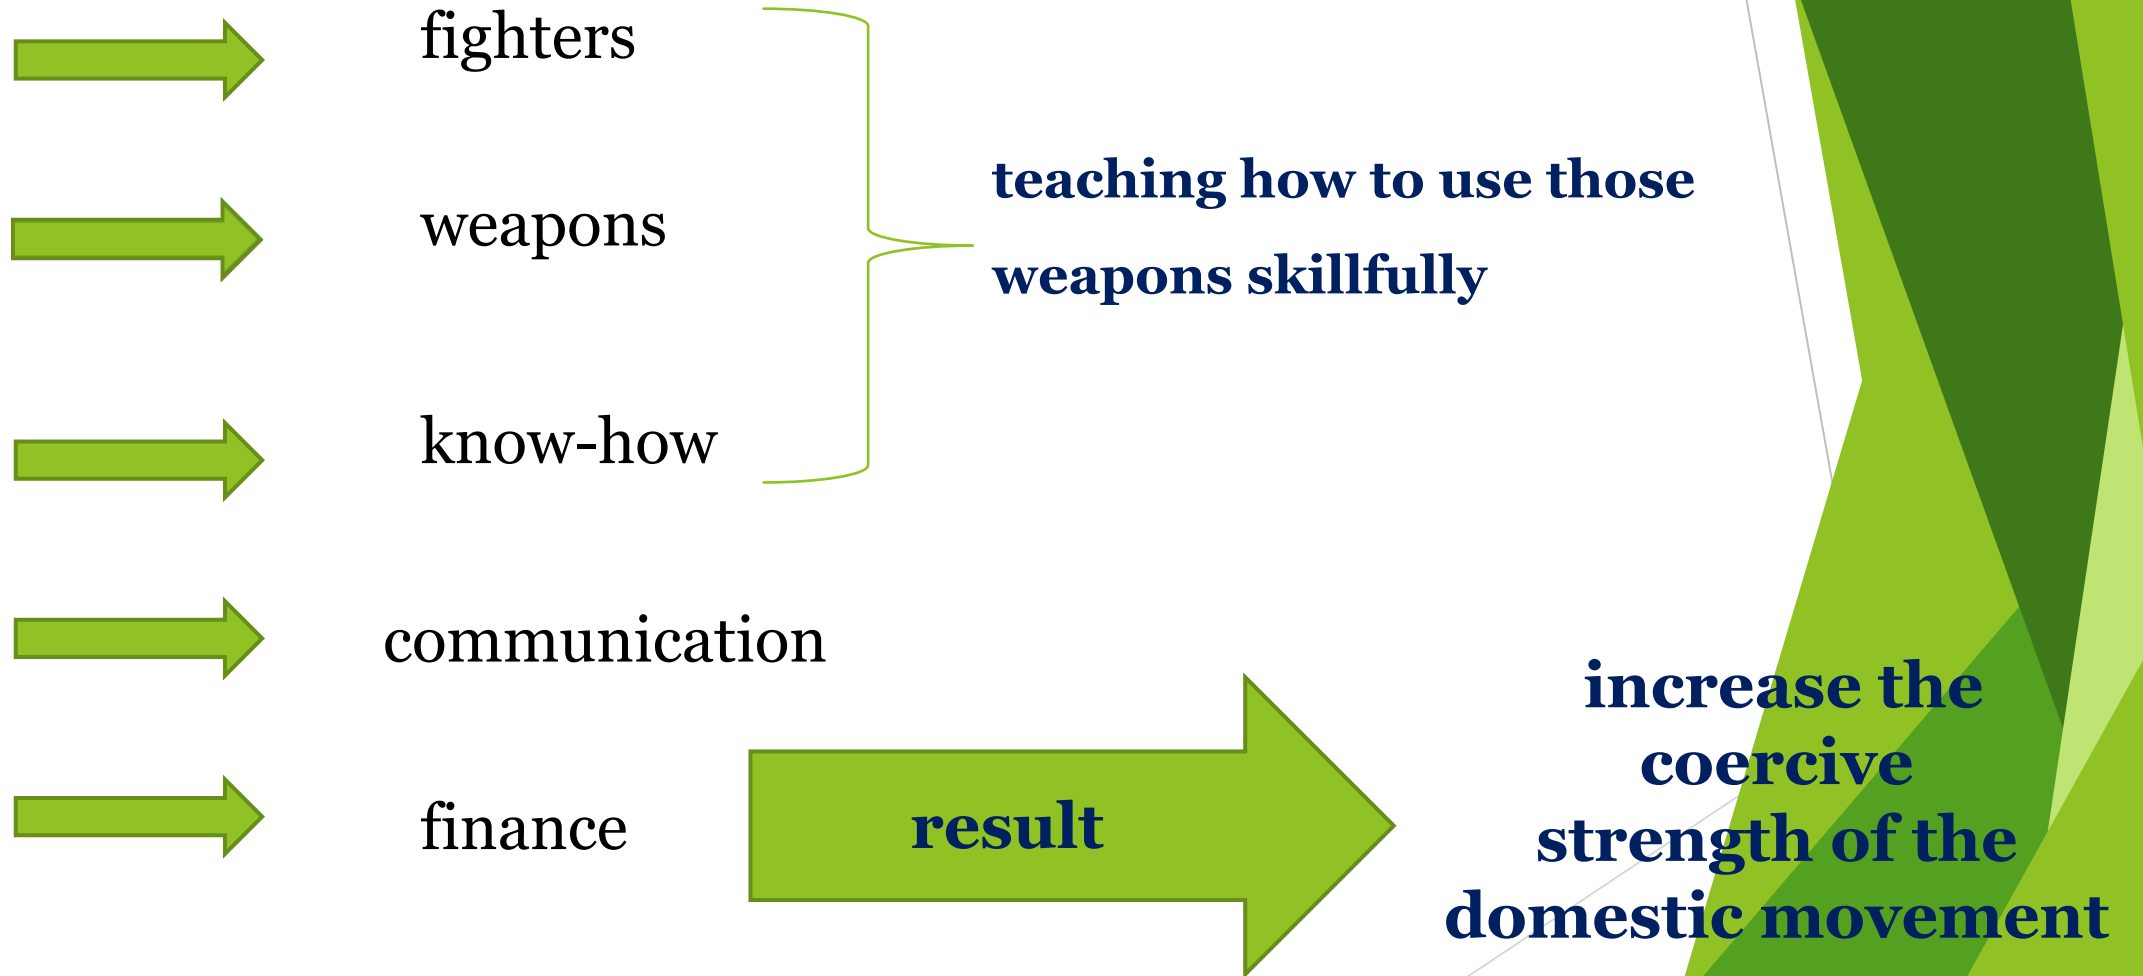 fighters
weapons
know-how
teaching how to use those
weapons skillfully
communication
finance
result
increase the
coercive
strength of the
domestic movement